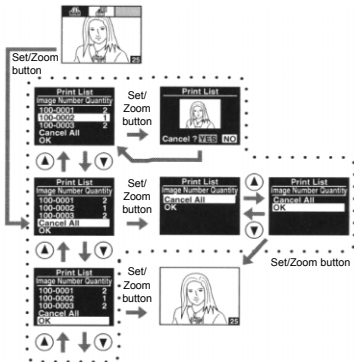 25
Set/Zoom
button
Print List
Image Number Quantity
100-0001 2
100-0002 1
100-0003 2
Cancel All
OK
Set/
Zoom
button
Print List
Cancel ? YES NO
Print List
Image Number Quantity
100-0001 2
100-0002 1
100-0003 2
Cancel All
OK
Set/
Zoom
button
Print List
Image Number Quantity
Cancel All
OK
Print List
Image Number Quantity
Cancel All
OK
Set/Zoom button
Print List
Image Number Quantity
100-0001 2
100-0002 1
100-0003 2
Cancel All
OK
Set/
Zoom
button
25